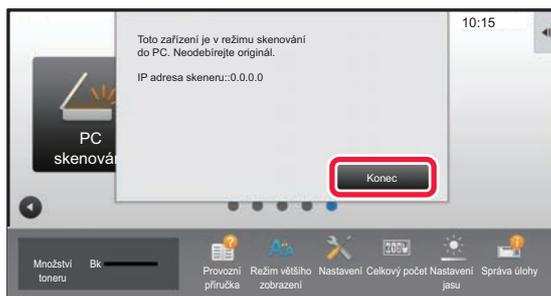 10:15
Toto zařízení je v režimu skenování
do PC. Neodebírejte originál.
IP adresa skeneru::0.0.0.0
PC
skenován
Konec
Množství
toneru
Bk
Provozní
příručka
Režim většího
zobrazení
Nastavení
Celkový počet
Nastavení
jasu
Správa úlohy